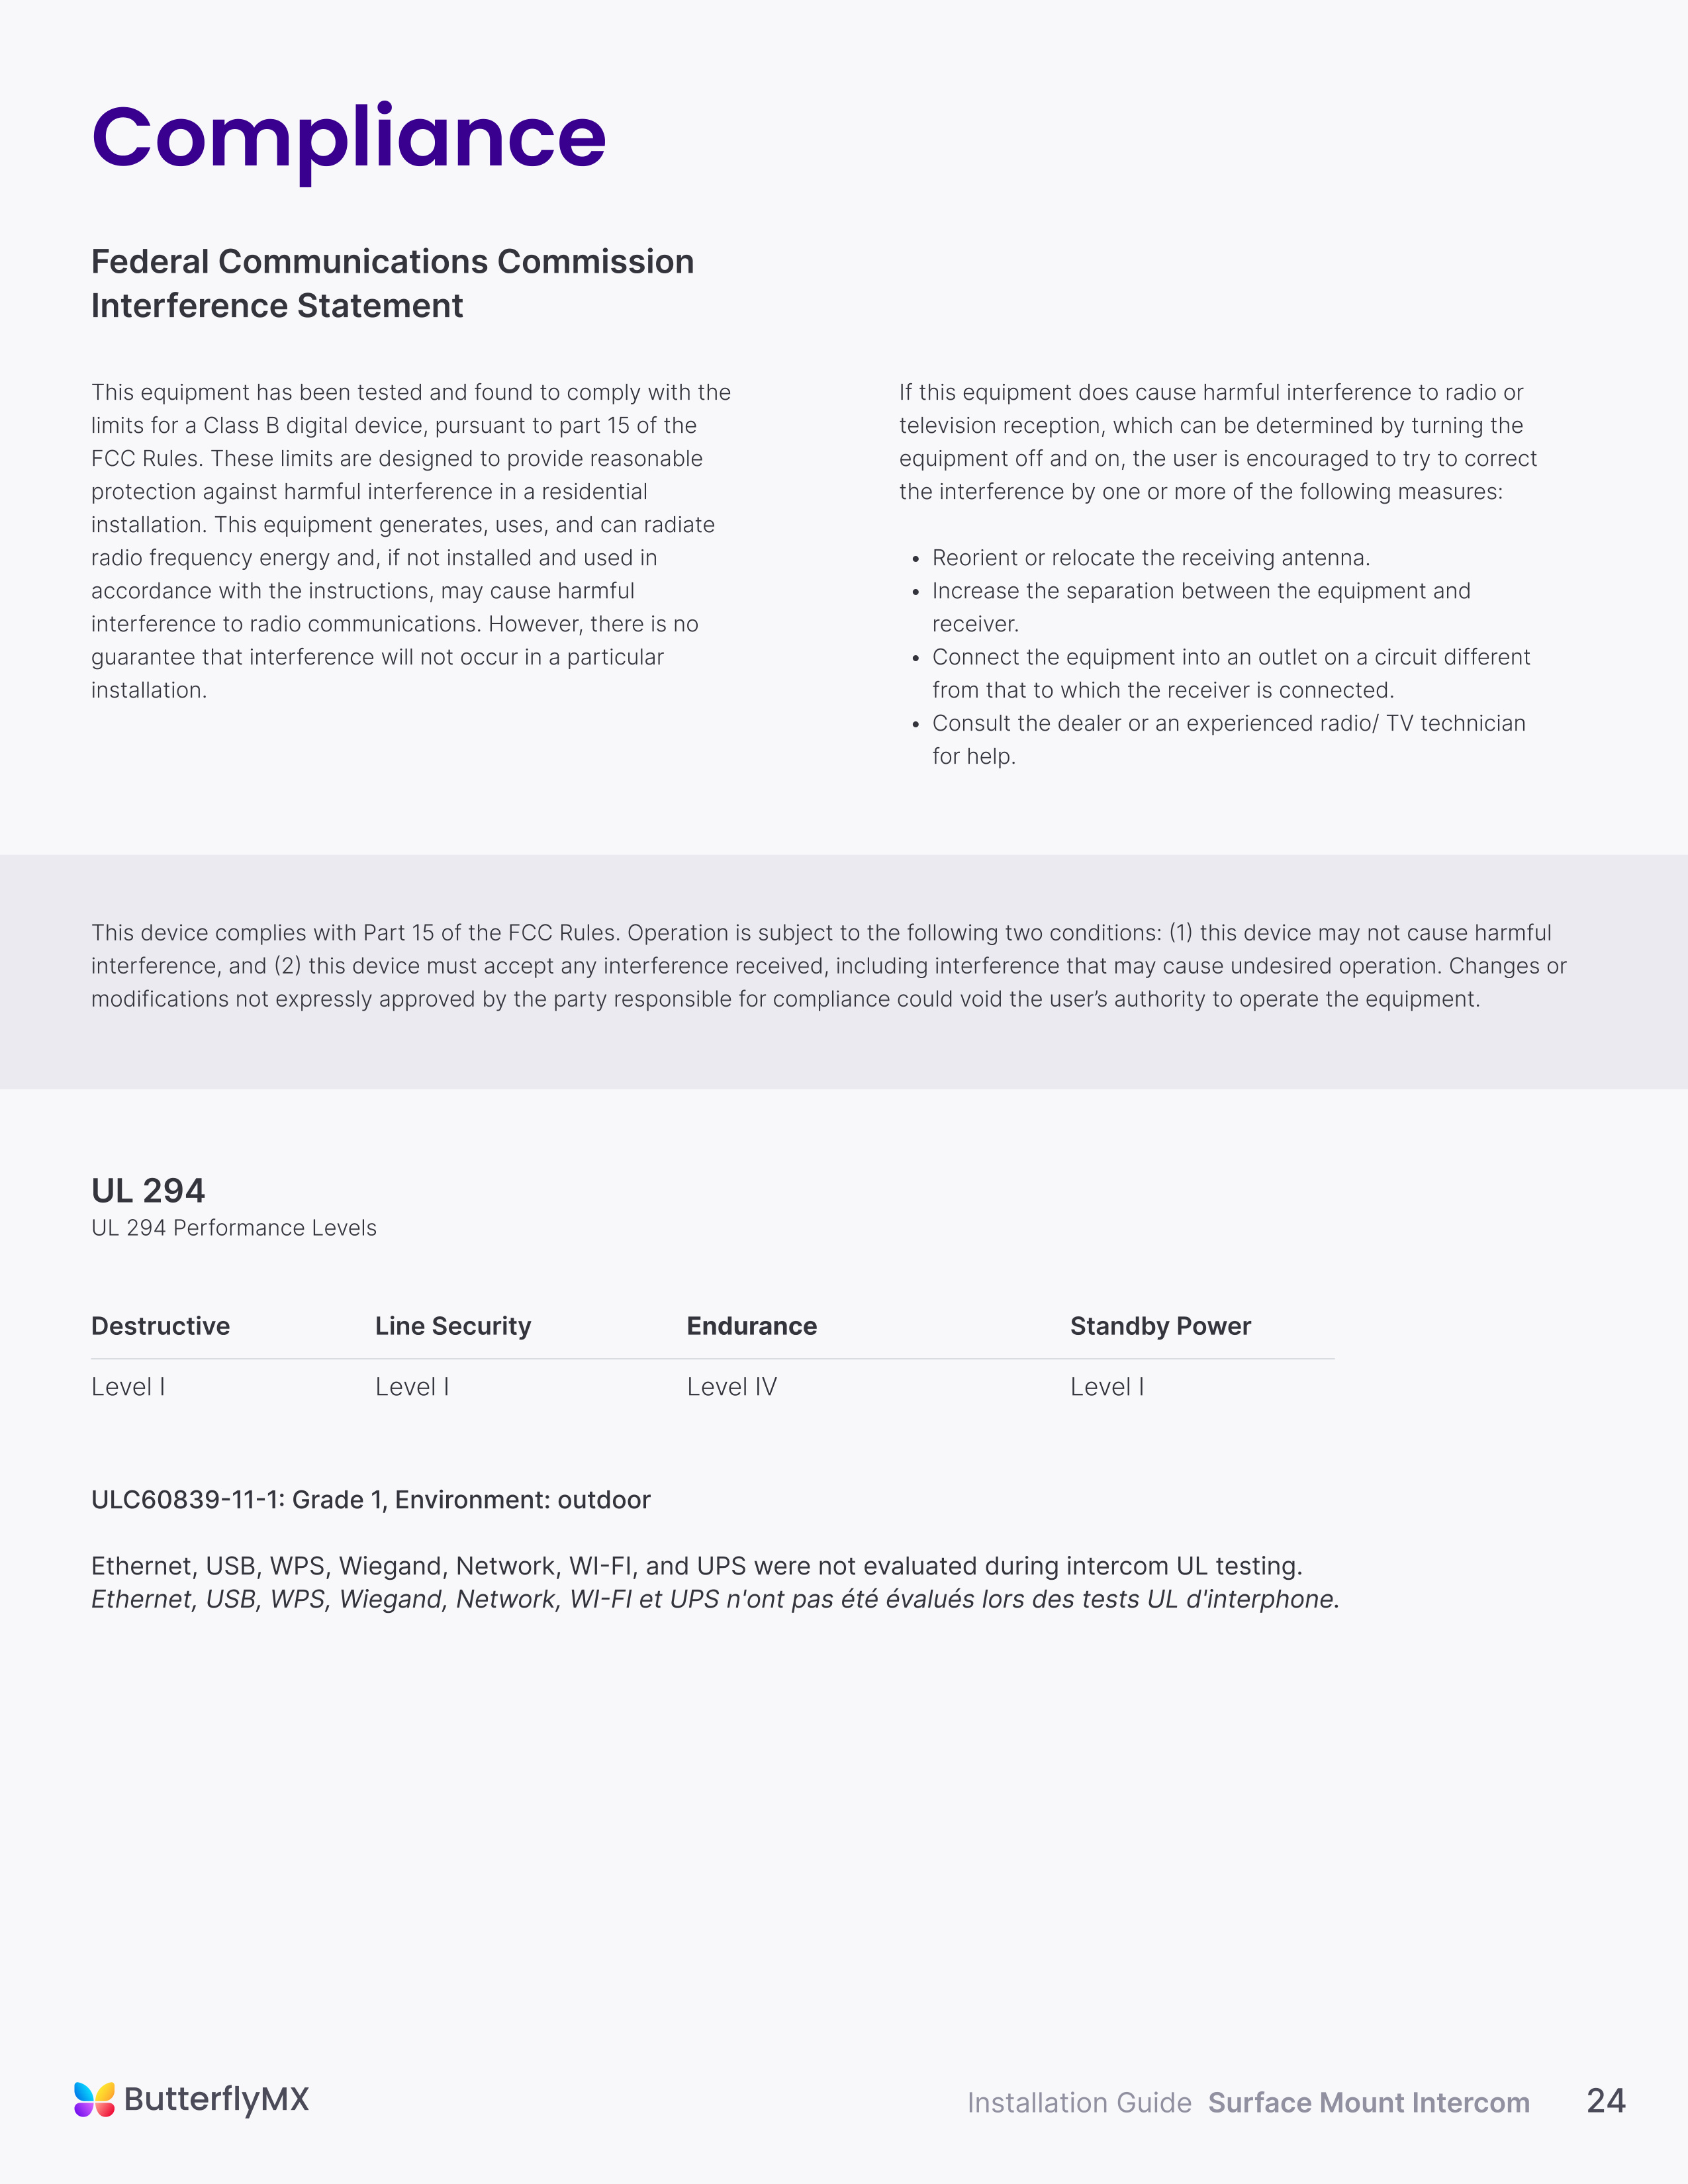 Compliance
Federal Communications Commission
Interference Statement
This equipment has been tested and found to comply with the
limits for a Class B digital device, pursuant to part 15 of the
FCC Rules. These limits are designed to provide reasonable
protection against harmful interference in a residential
installation. This equipment generates, uses, and can radiate
radio frequency energy and, if not installed and used in
accordance with the instructions, may cause harmful
interference to radio communications. However, there is no
guarantee that interference will not occur in a particular
installation.
If this equipment does cause harmful interference to radio or
television reception, which can be determined by turning the
equipment off and on, the user is encouraged to try to correct
the interference by one or more of the following measures:
• Reorient or relocate the receiving antenna.
• Increase the separation between the equipment and
receiver.
• Connect the equipment into an outlet on a circuit different
from that to which the receiver is connected.
• Consult the dealer or an experienced radio/ TV technician
for help.
This device complies with Part 15 of the FCC Rules. Operation is subject to the following two conditions: (1) this device may not cause harmful
interference, and (2) this device must accept any interference received, including interference that may cause undesired operation. Changes or
modifications not expressly approved by the party responsible for compliance could void the user’s authority to operate the equipment.
UL 294
UL 294 Performance Levels
Destructive Line Security Endurance Standby Power
Level I Level I Level IV Level I
ULC60839-11-1: Grade 1, Environment: outdoor
Ethernet, USB, WPS, Wiegand, Network, WI-FI, and UPS were not evaluated during intercom UL testing.
Ethernet, USB, WPS, Wiegand, Network, WI-FI et UPS n'ont pas été évalués lors des tests UL d'interphone.
ButterflyMX
Installation Guide Surface Mount Intercom 24